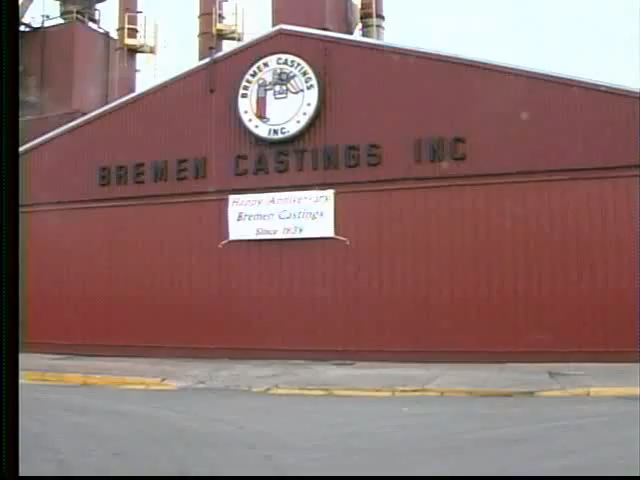 BREMEN CASTINGS
INC.
BREMEN CASTINGS INC
Happy Anniversary
Bremen Castings
Since 1939